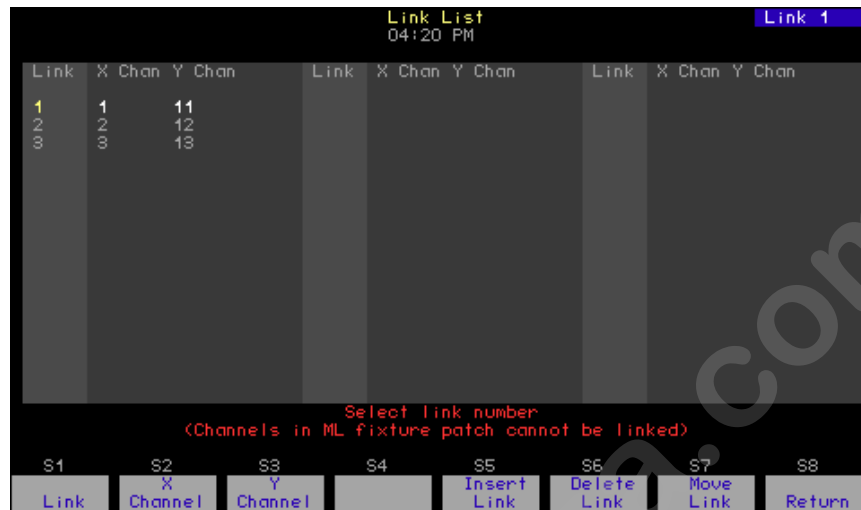 Link List
Link 1
04:20 PM
Link X Chan Y Chan Link X Chan Y Chan Link X Chan Y Chan
1 1 11
2 2 12
3 3 13
Select link number
(Channels in ML fixture patch cannot be linked)
S1 S2 S3 S4 S5 S6 S7 S8
X Y Insert Delete Move
Link Channel Channel Link Link Link Return